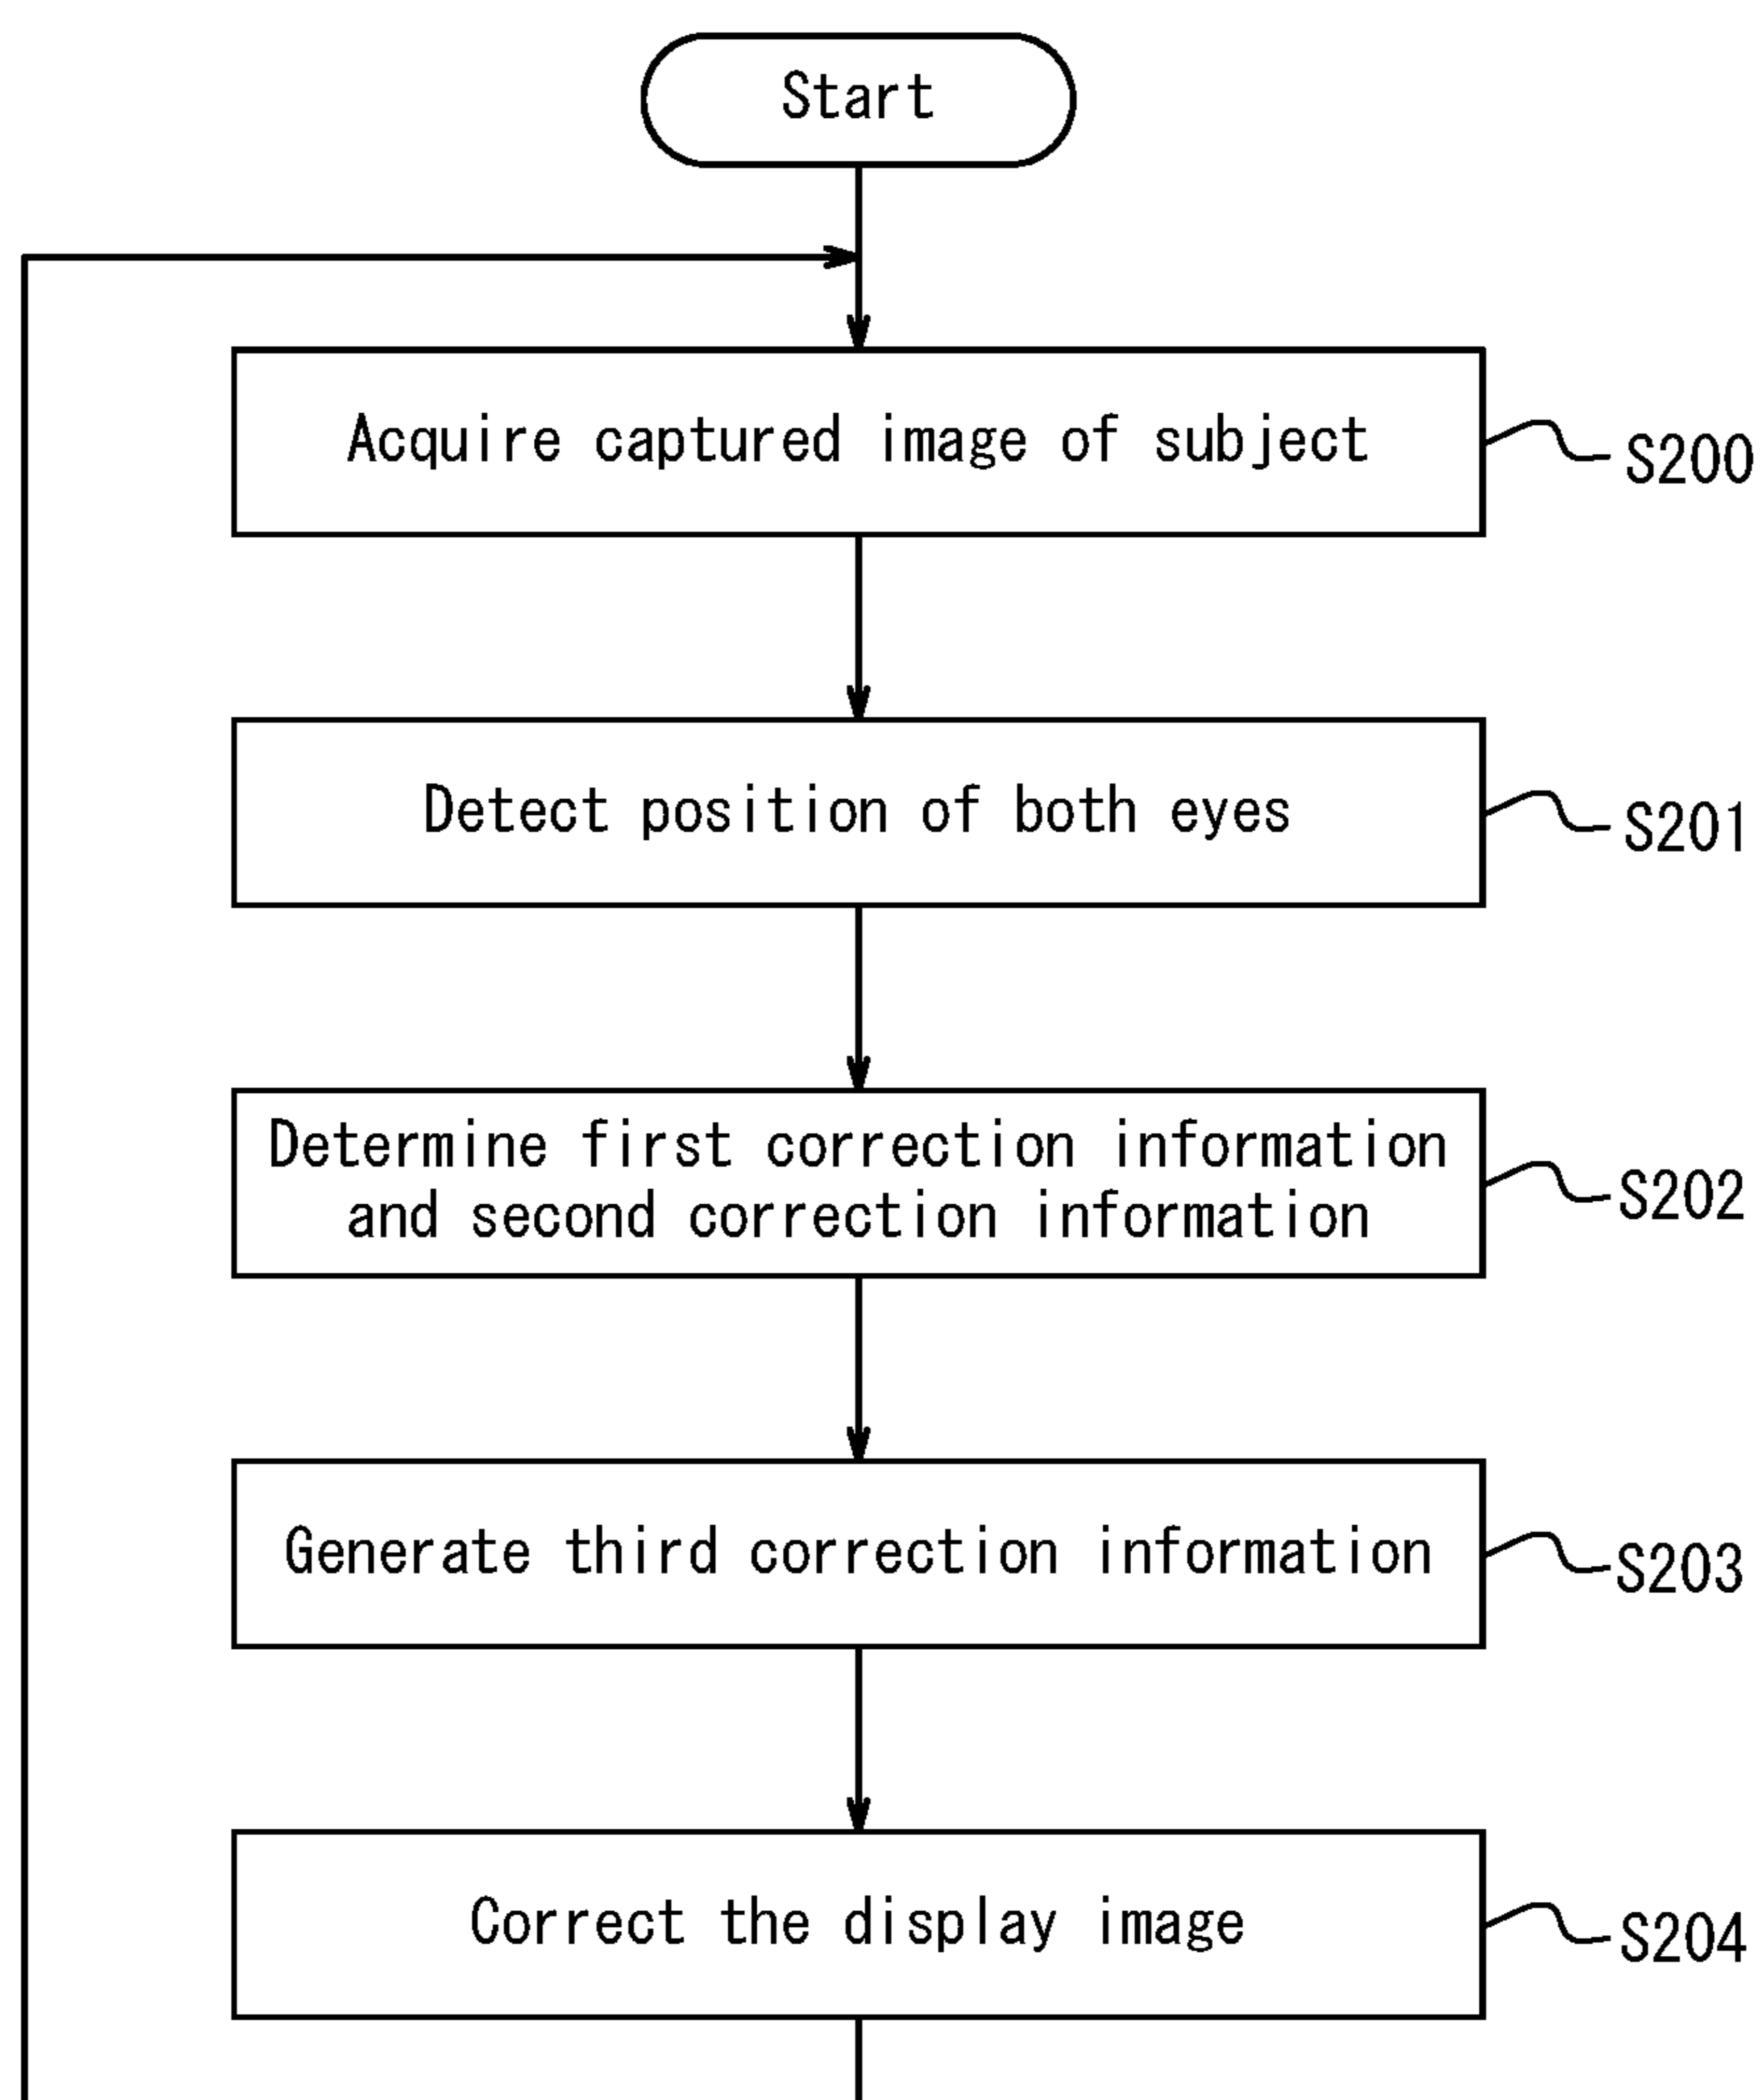 Start
Acquire captured image of subject
S200
Detect position of both eyes
S201
Determine first correction information
and second correction information
S202
Generate third correction information
S203
Correct the display image
S204